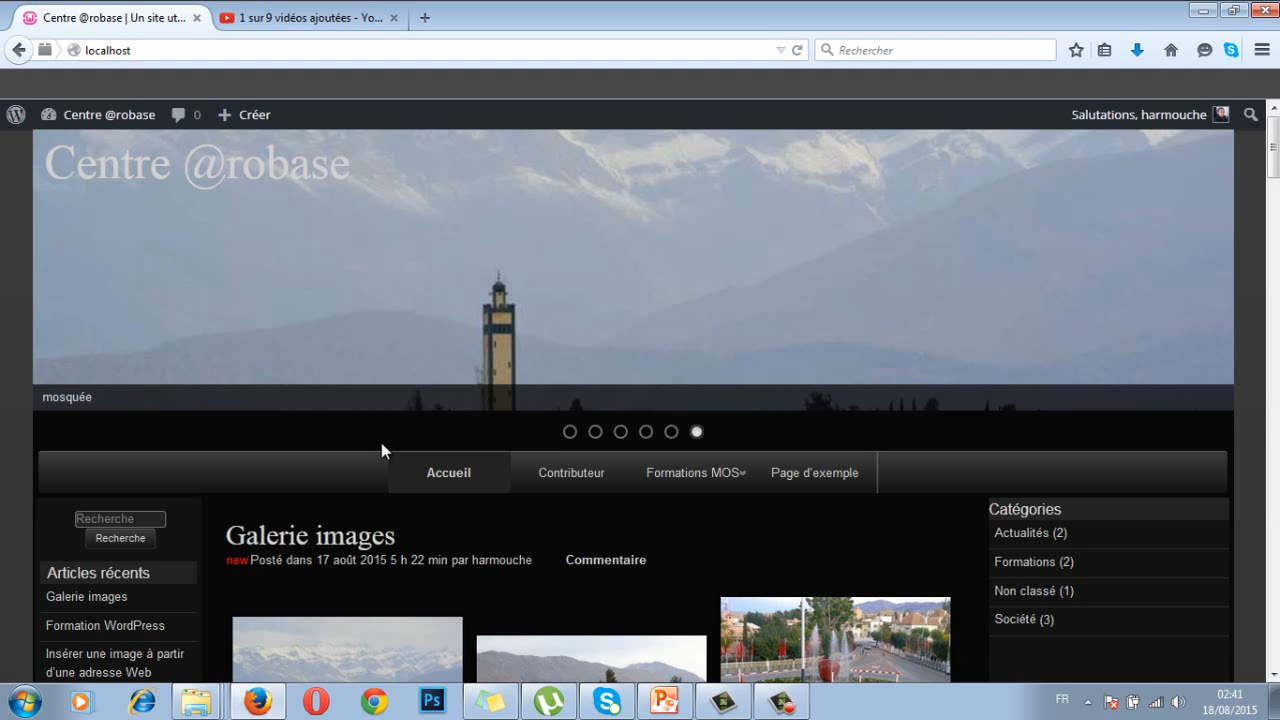 Centre @robase | Un site ut...
1 sur 9 vidéos ajoutées - Yo...
localhost
Rechercher
Centre @robase
0
Créer
Salutations, harmouche
Centre @robase
mosquée
Accueil
Contributeur
Formations MOS
Page d'exemple
Recherche
Recherche
Articles récents
Galerie images
Formation WordPress
Insérer une image à partir
d'une adresse Web
Galerie images
new Posté dans 17 août 2015 5 h 22 min par harmouche
Commentaire
Catégories
Actualités (2)
Formations (2)
Non classé (1)
Société (3)
Ps
FR
02:41
18/08/2015